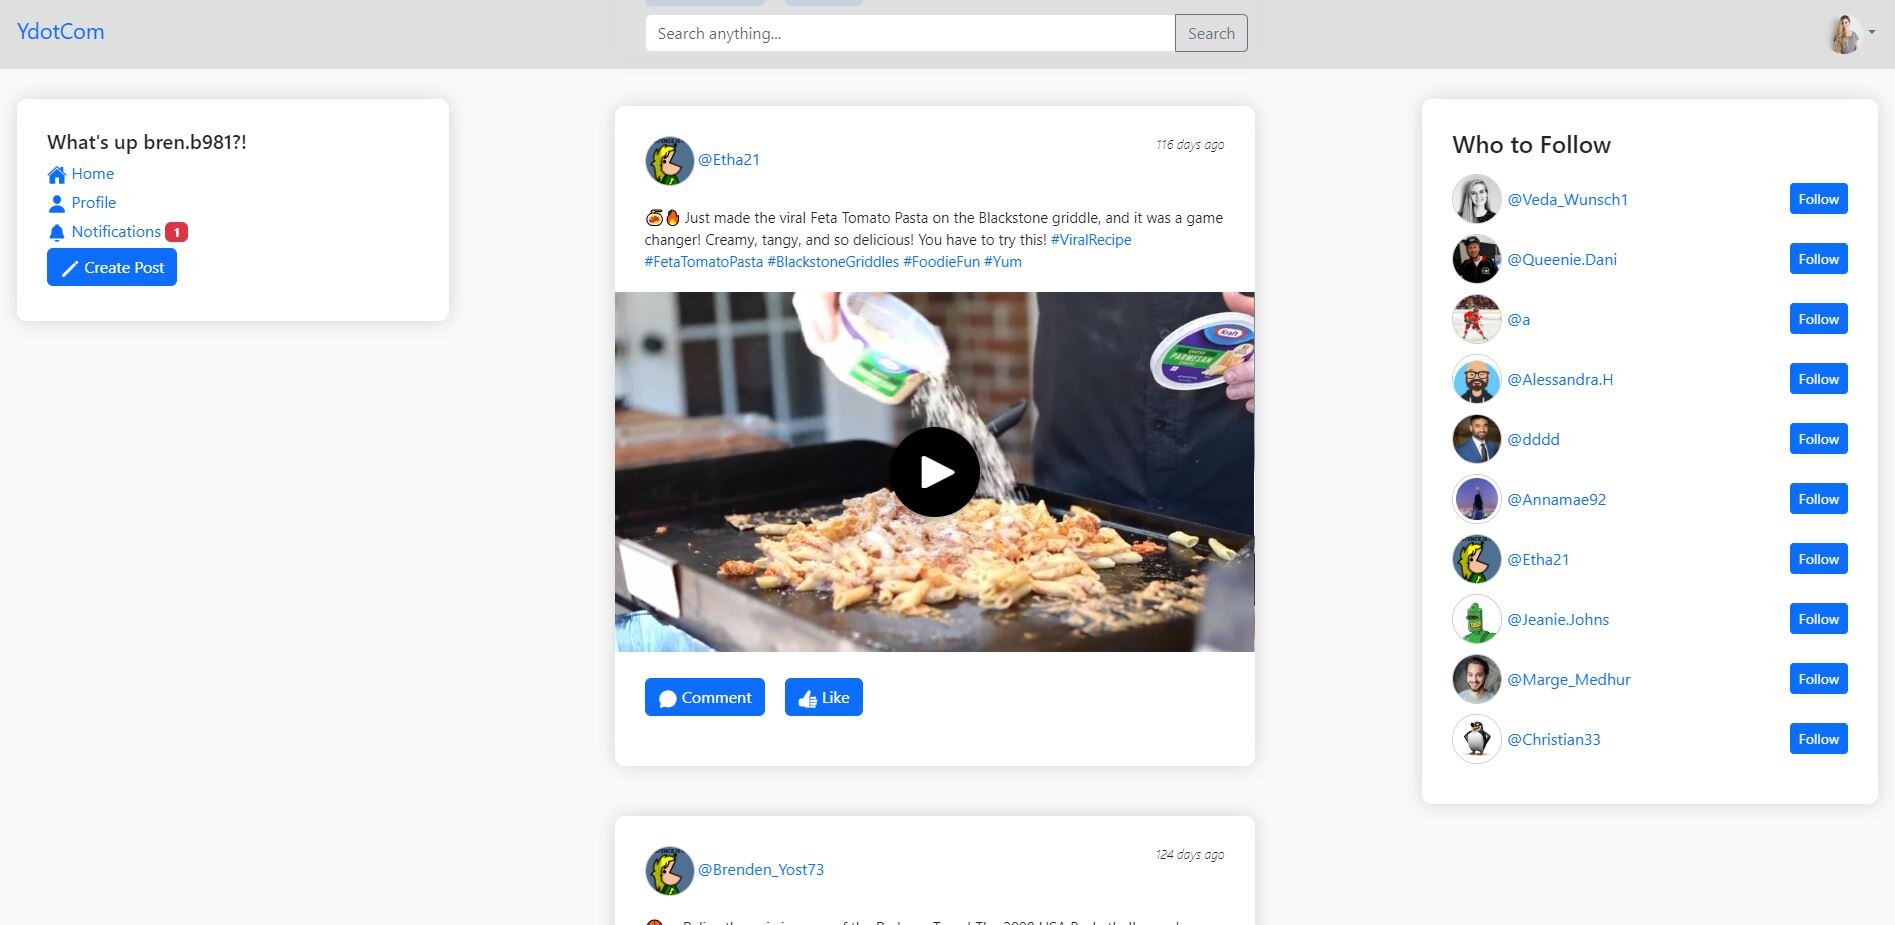 YdotCom
Search anything...
Search
What's up bren.b981?!
Home
Profile
Notifications 1
Create Post
@Etha21
116 days ago
Just made the viral Feta Tomato Pasta on the Blackstone griddle, and it was a game
changer! Creamy, tangy, and so delicious! You have to try this! #ViralRecipe
#FetaTomatoPasta #BlackstoneGriddles #FoodieFun #Yum
Kraft
PARMESAN
Comment
Like
@Brenden_Yost73
124 days ago
Who to Follow
@Veda_Wunsch1
Follow
@Queenie.Dani
Follow
@a
Follow
@Alessandra.H
Follow
@dddd
Follow
@Annamae92
Follow
@Etha21
Follow
@Jeanie.Johns
Follow
@Marge_Medhur
Follow
@Christian33
Follow